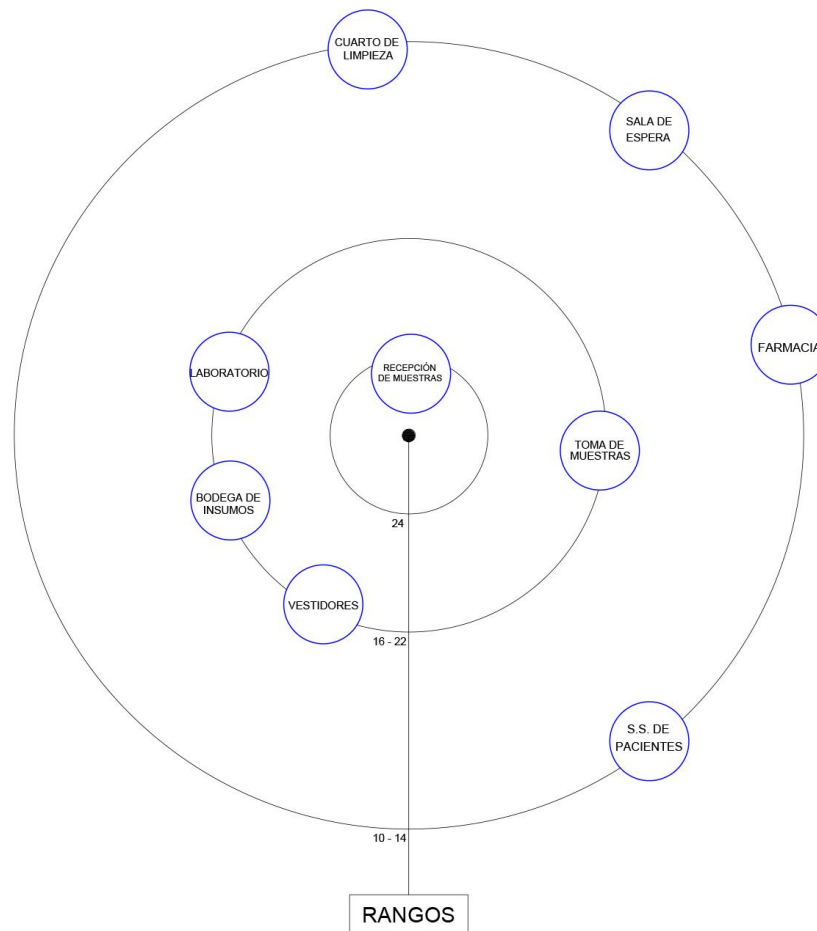 CUARTO DE
LIMPIEZA
SALA DE
ESPERA
FARMACIA
LABORATORIO
RECEPCIÓN
DE MUESTRAS
TOMA DE
MUESTRAS
BODEGA DE
INSUMOS
24
VESTIDORES
16 - 22
S.S. DE
PACIENTES
10 - 14
RANGOS